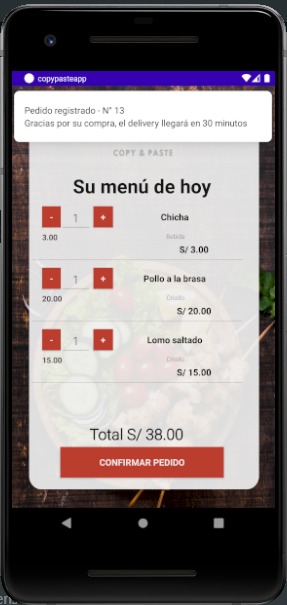 copypasteapp
Pedido registrado - N° 13
Gracias por su compra, el delivery llegará en 30 minutos
COPY & PASTE
Su menú de hoy
- 1 + Chicha
3.00 Bebida
S/ 3.00
- 1 + Pollo a la brasa
20.00 Criollo
S/ 20.00
- 1 + Lomo saltado
15.00 Criollo
S/ 15.00
Total S/ 38.00
CONFIRMAR PEDIDO